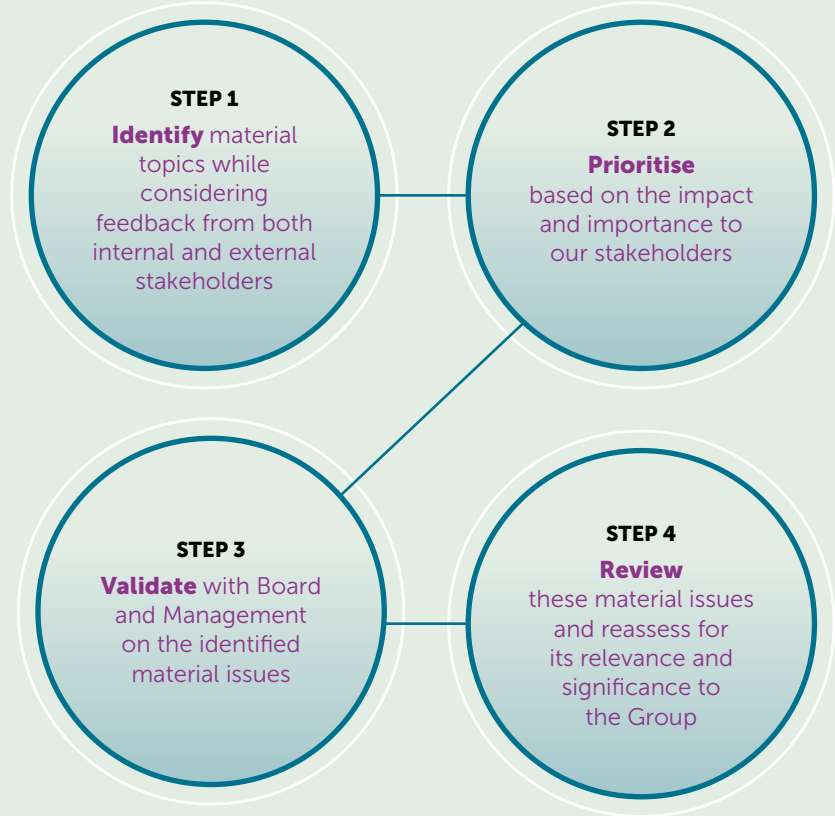 STEP 1
Identify material
topics while
considering
feedback from both
internal and external
stakeholders
STEP 2
Prioritise
based on the impact
and importance to
our stakeholders
STEP 3
Validate with Board
and Management
on the identified
material issues
STEP 4
Review
these material issues
and reassess for
its relevance and
significance to
the Group